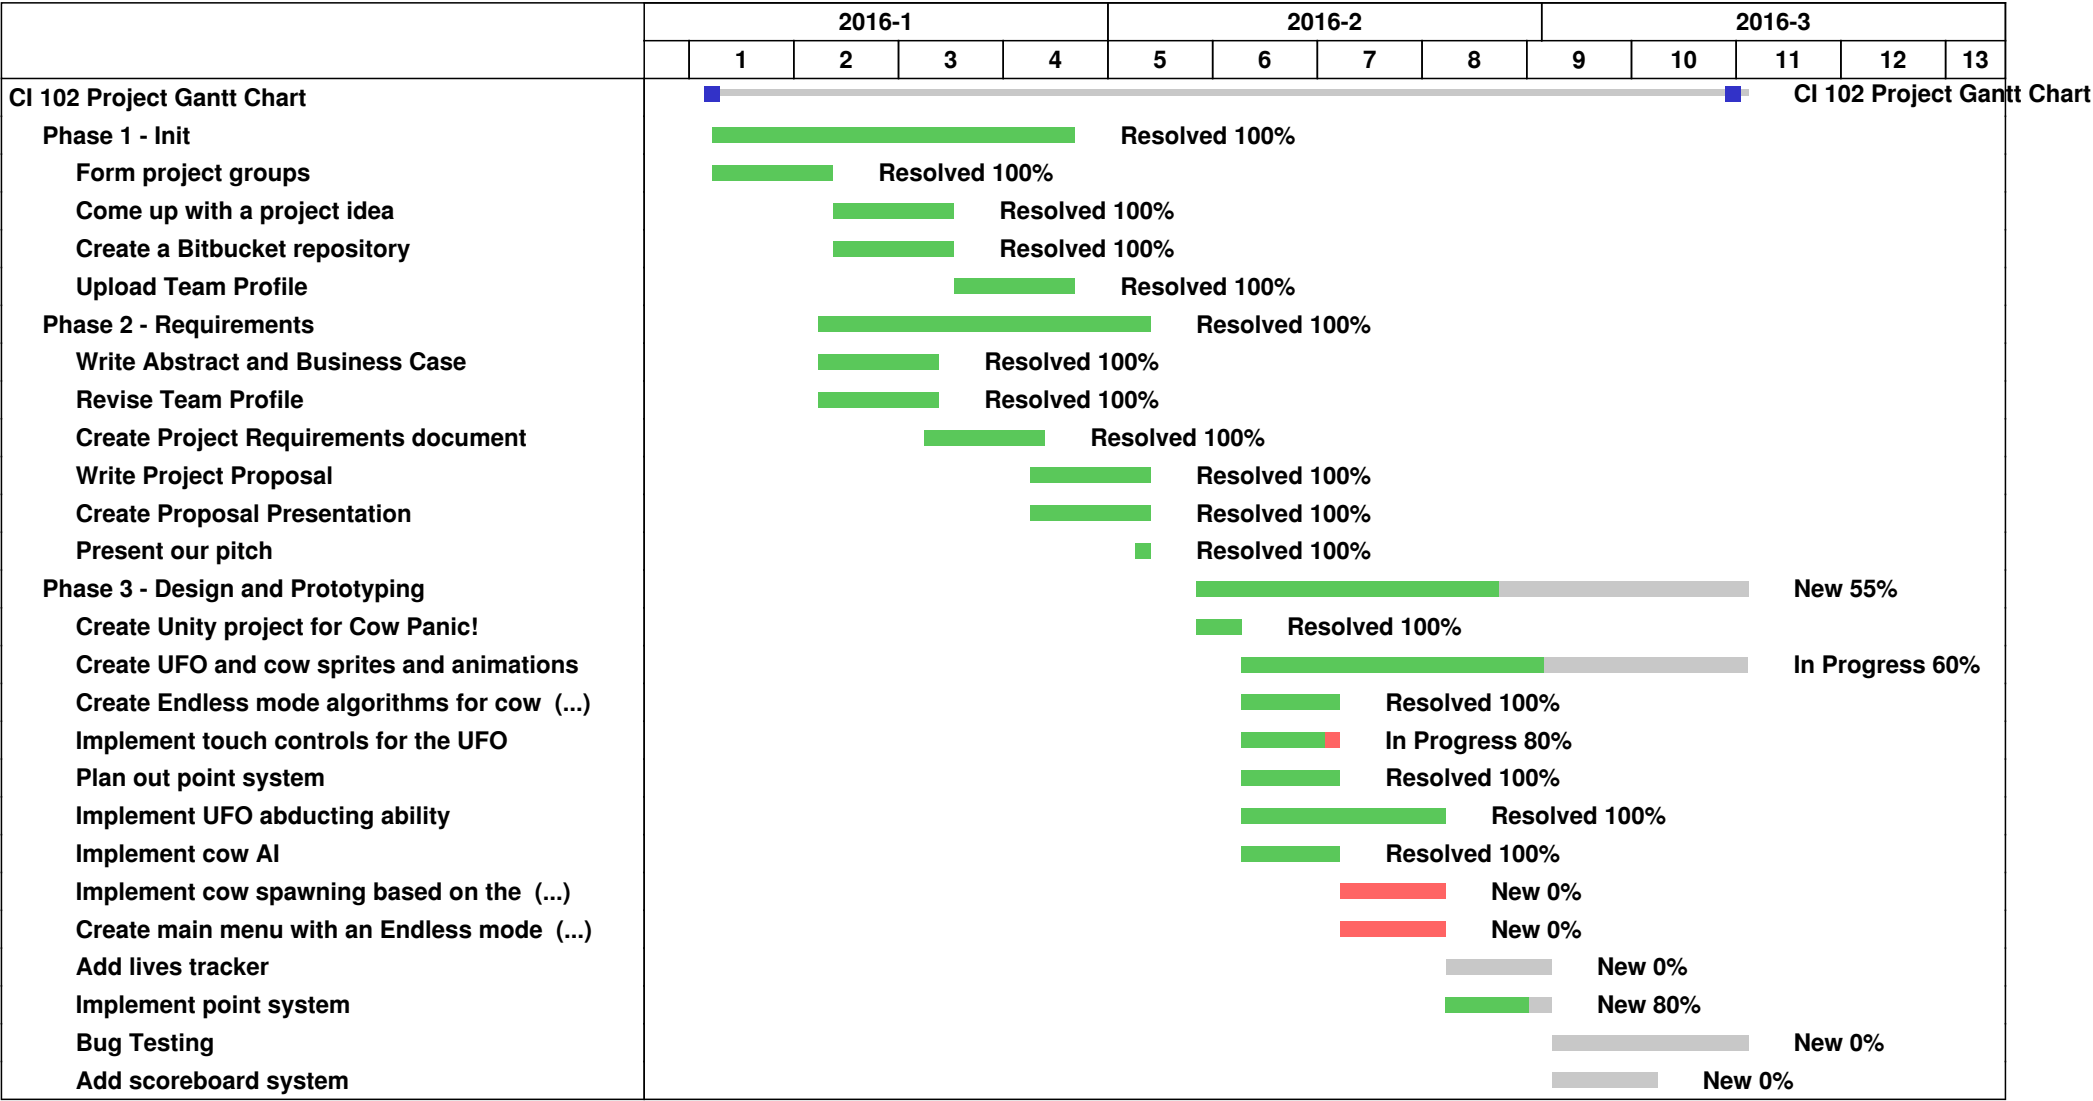 2016-1 2016-2 2016-3
1 2 3 4 5 6 7 8 9 10 11 12 13
CI 102 Project Gantt Chart CI 102 Project Gantt Chart
Phase 1 - Init Resolved 100%
Form project groups Resolved 100%
Come up with a project idea Resolved 100%
Create a Bitbucket repository Resolved 100%
Upload Team Profile Resolved 100%
Phase 2 - Requirements Resolved 100%
Write Abstract and Business Case Resolved 100%
Revise Team Profile Resolved 100%
Create Project Requirements document Resolved 100%
Write Project Proposal Resolved 100%
Create Proposal Presentation Resolved 100%
Present our pitch Resolved 100%
Phase 3 - Design and Prototyping New 55%
Create Unity project for Cow Panic! Resolved 100%
Create UFO and cow sprites and animations In Progress 60%
Create Endless mode algorithms for cow (...) Resolved 100%
Implement touch controls for the UFO In Progress 80%
Plan out point system Resolved 100%
Implement UFO abducting ability Resolved 100%
Implement cow AI Resolved 100%
Implement cow spawning based on the (...) New 0%
Create main menu with an Endless mode (...) New 0%
Add lives tracker New 0%
Implement point system New 80%
Bug Testing New 0%
Add scoreboard system New 0%